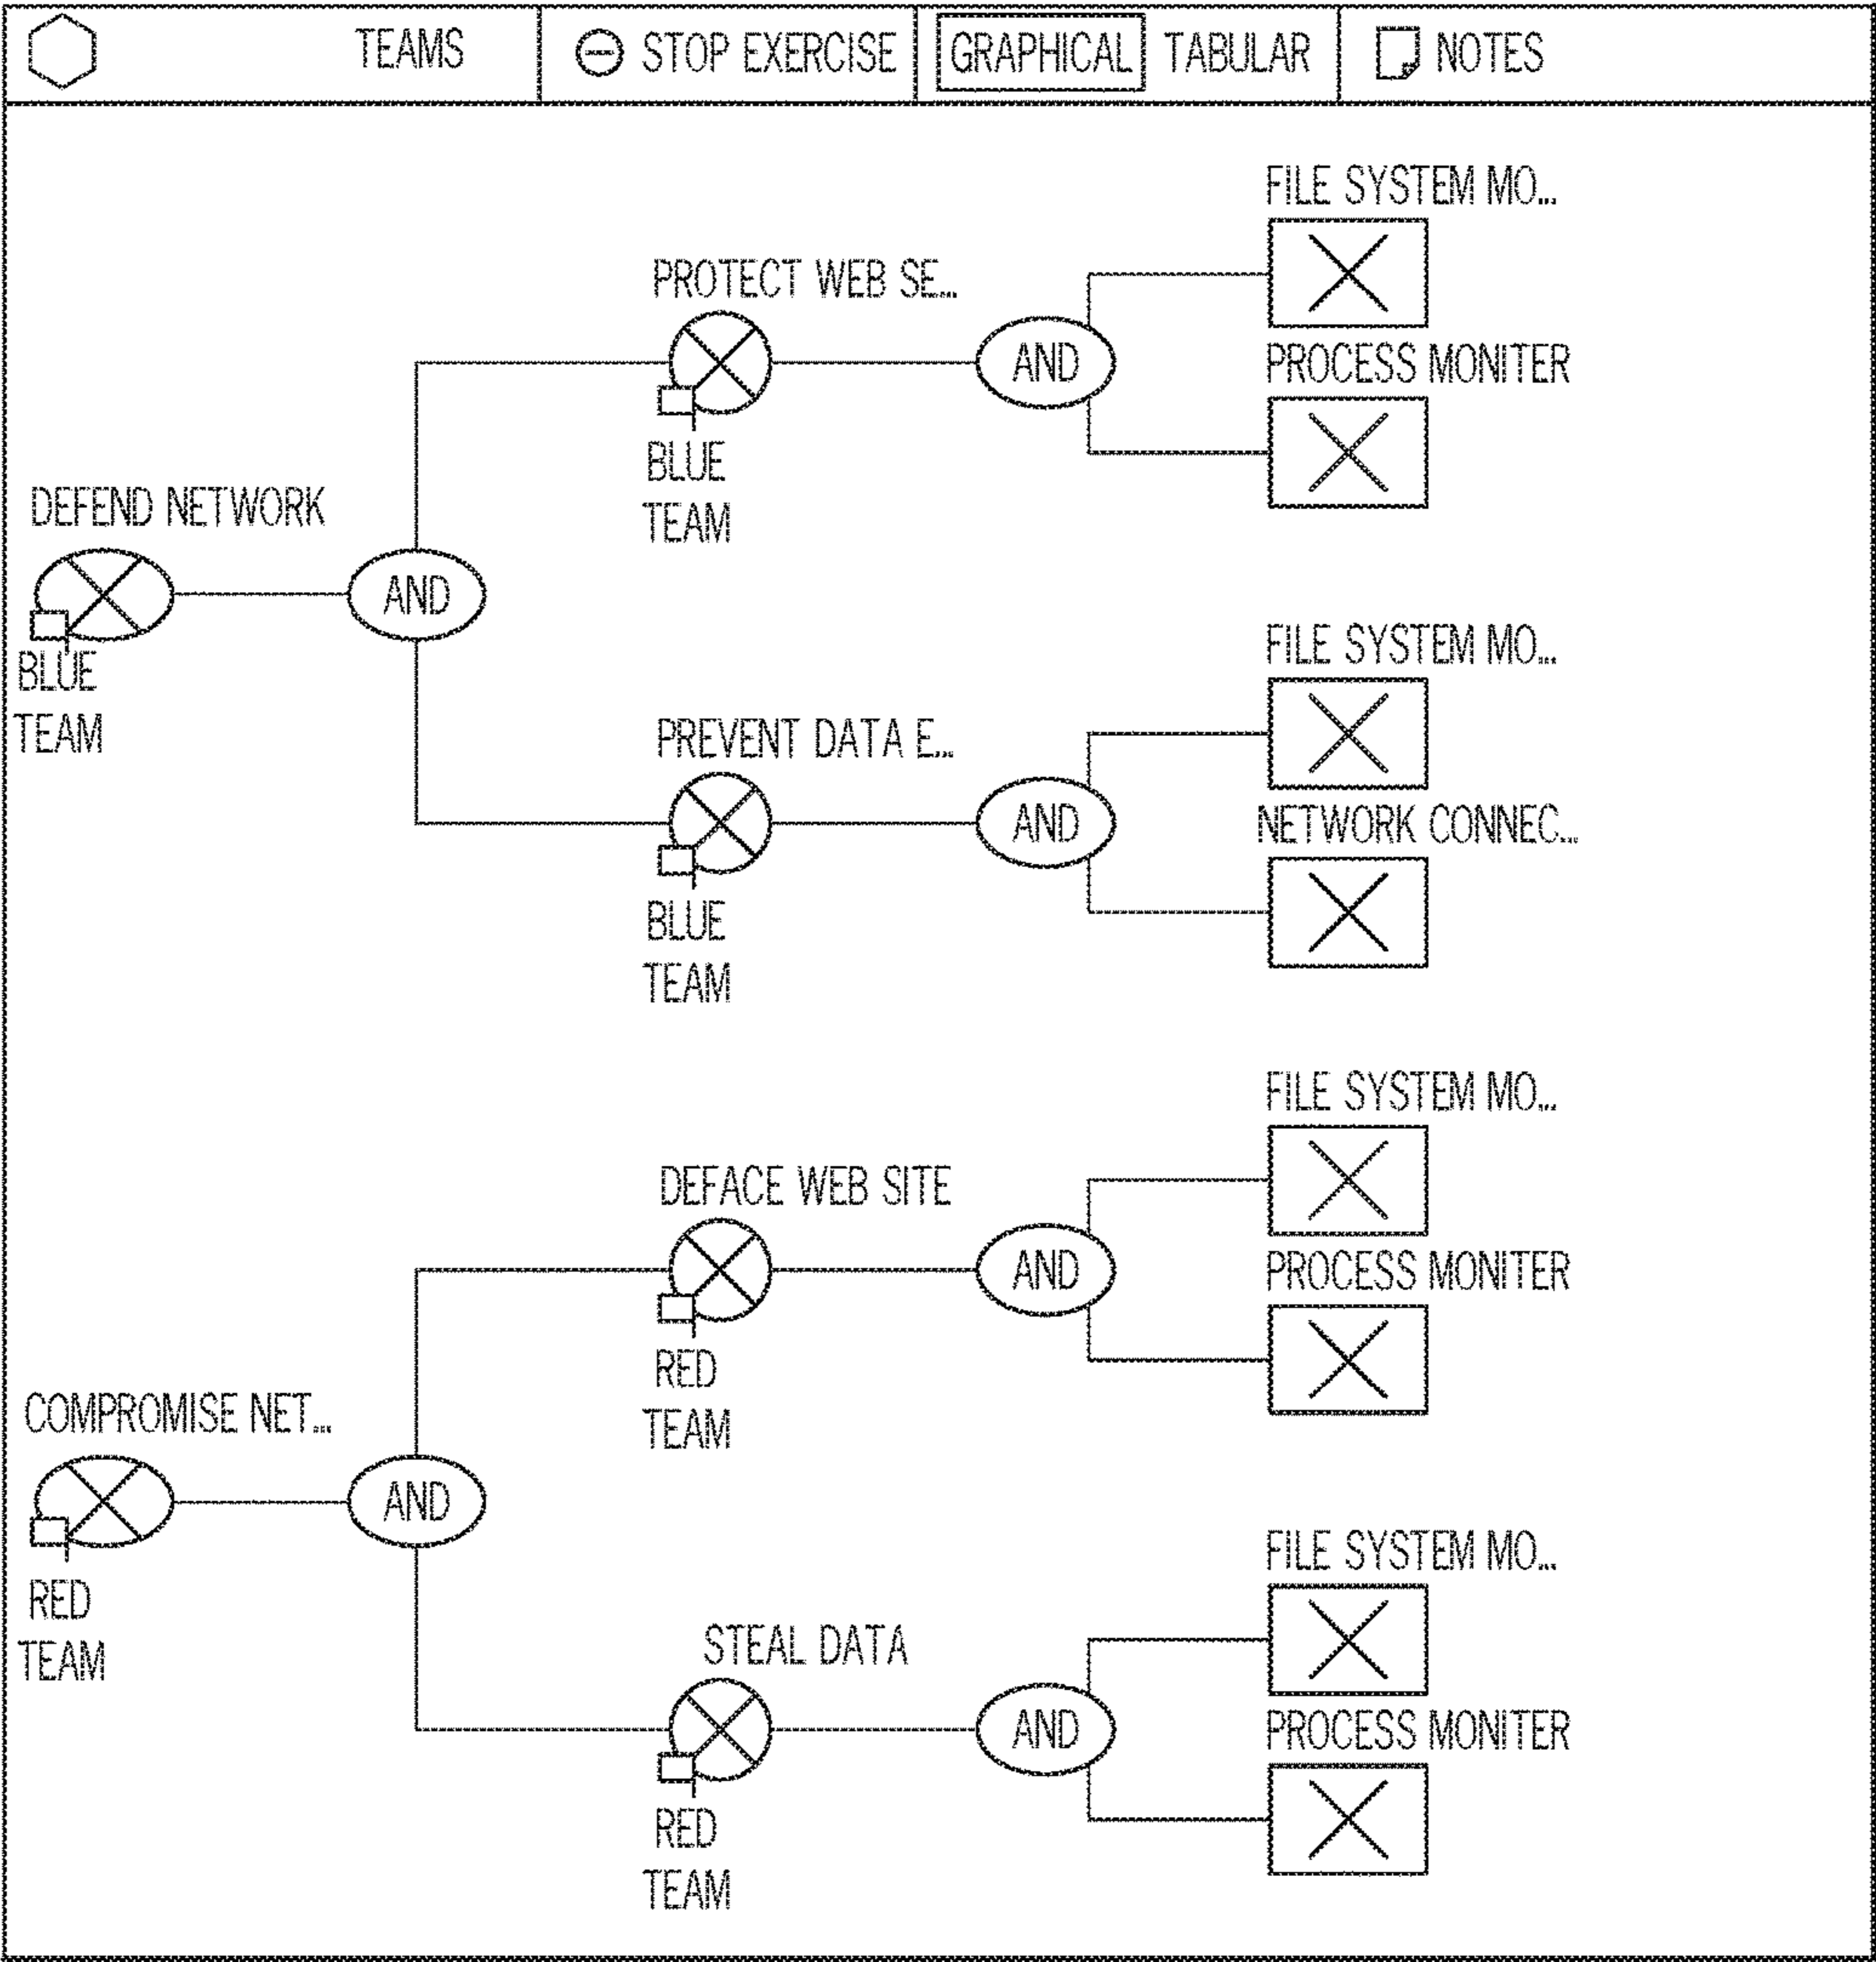 TEAMS
STOP EXERCISE
GRAPHICAL
TABULAR
NOTES
FILE SYSTEM MO...
PROTECT WEB SE...
AND
PROCESS MONITER
BLUE
TEAM
DEFEND NETWORK
AND
BLUE
TEAM
FILE SYSTEM MO...
PREVENT DATA E...
AND
NETWORK CONNEC...
BLUE
TEAM
FILE SYSTEM MO...
DEFACE WEB SITE
AND
PROCESS MONITER
RED
TEAM
COMPROMISE NET...
AND
RED
TEAM
FILE SYSTEM MO...
STEAL DATA
AND
PROCESS MONITER
RED
TEAM